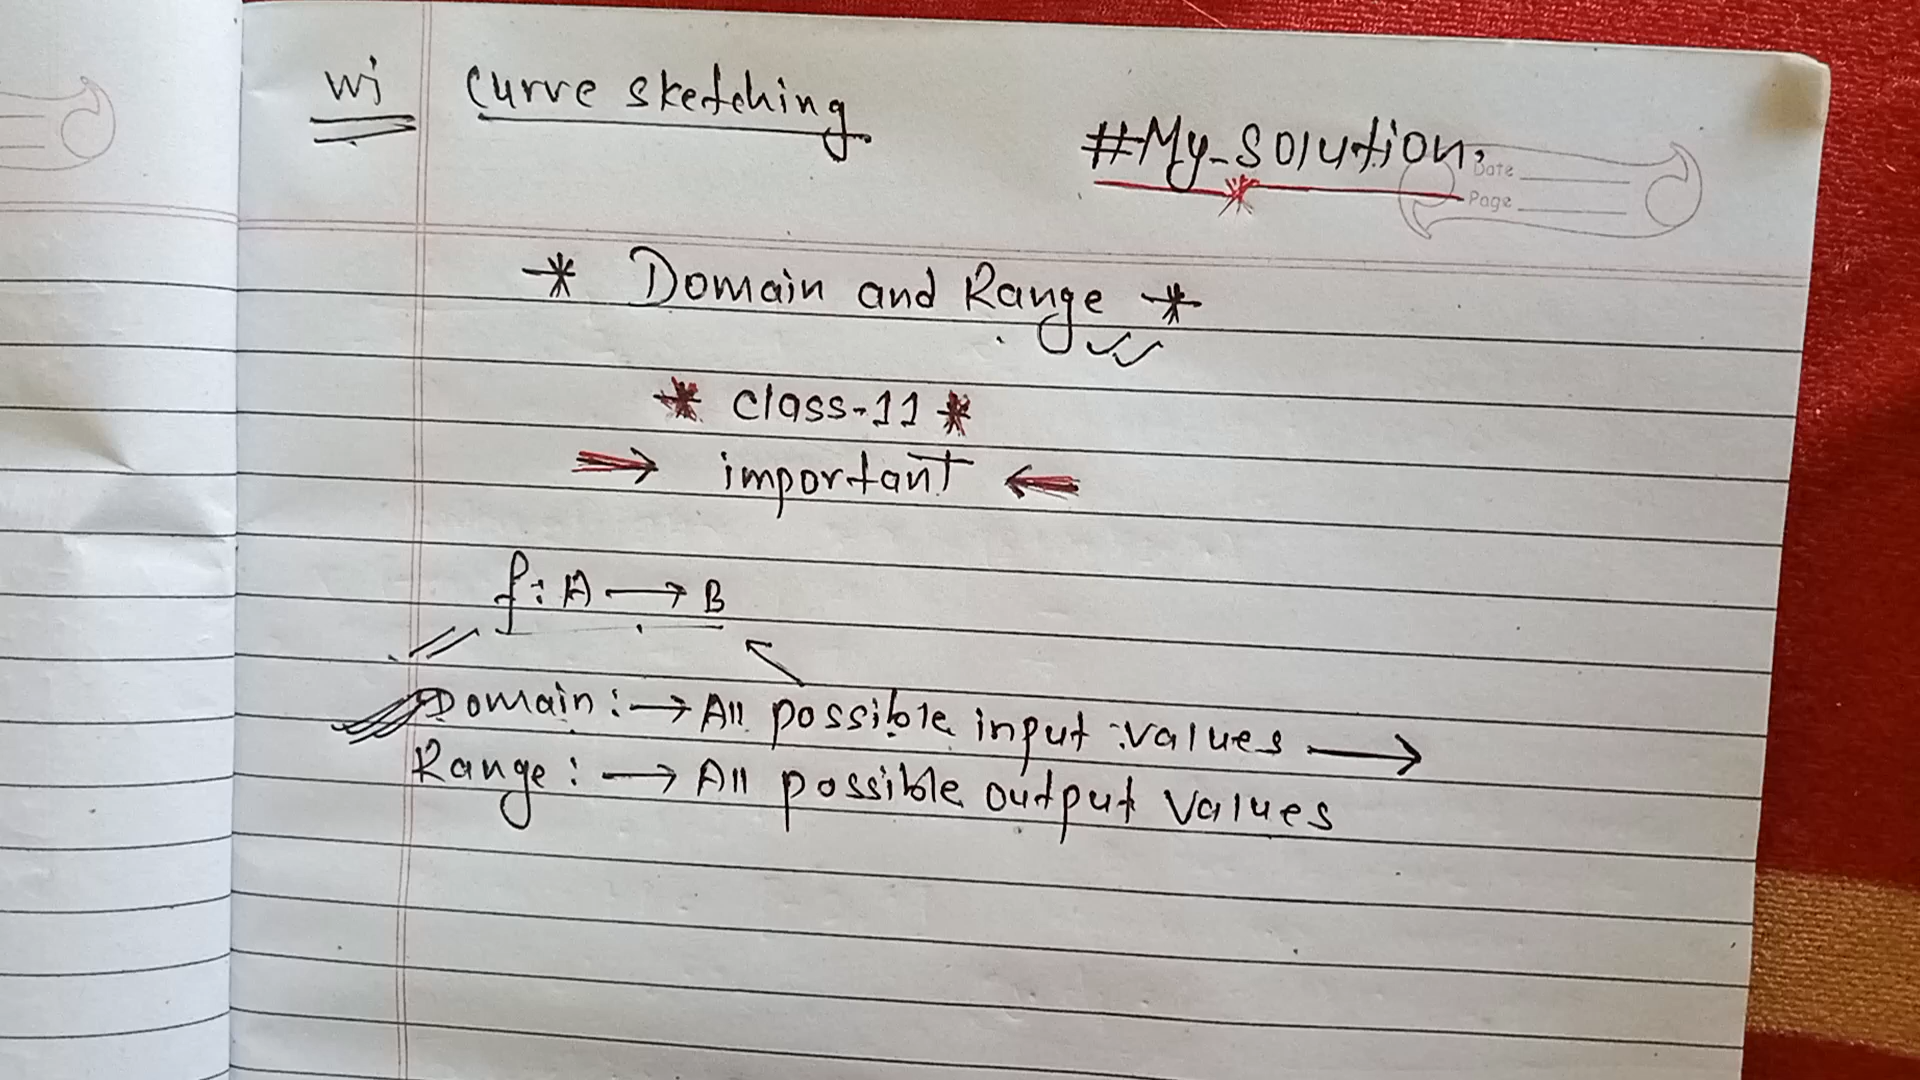 wi curve sketching
#My-Solution.
Date
Page
* Domain and Range *
* class-11 *
→ important ←
f: A → B
Domain: → All possible input values →
Range: → All possible output values